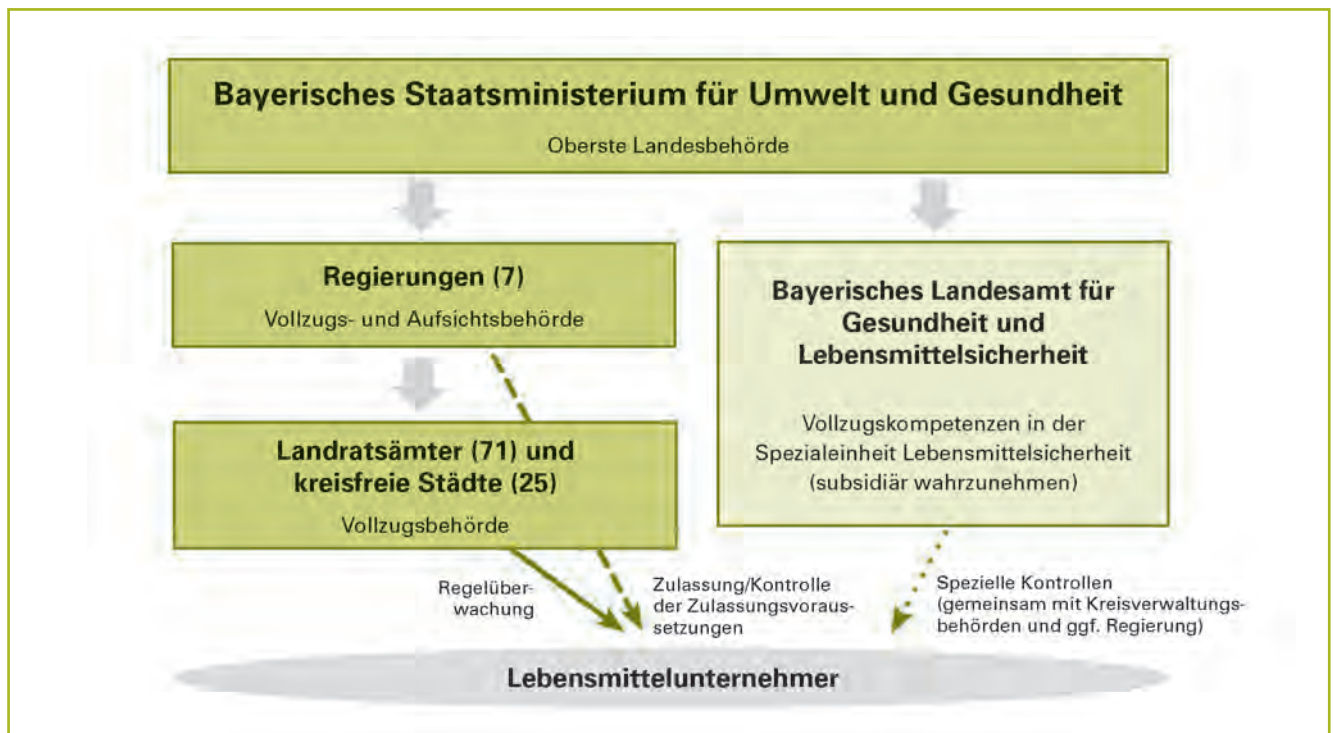 Bayerisches Staatsministerium für Umwelt und Gesundheit
Oberste Landesbehörde
Regierungen (7)
Vollzugs- und Aufsichtsbehörde
Landratsämter (71) und
kreisfreie Städte (25)
Vollzugsbehörde
Bayerisches Landesamt für
Gesundheit und
Lebensmittelsicherheit
Vollzugskompetenzen in der
Spezialeinheit Lebensmittelsicherheit
(subsidiär wahrzunehmen)
Regelüber-
wachung
Zulassung/Kontrolle
der Zulassungsvoraus-
setzungen
Spezielle Kontrollen
(gemeinsam mit Kreisverwaltungs-
behörden und ggf. Regierung)
Lebensmittelunternehmer